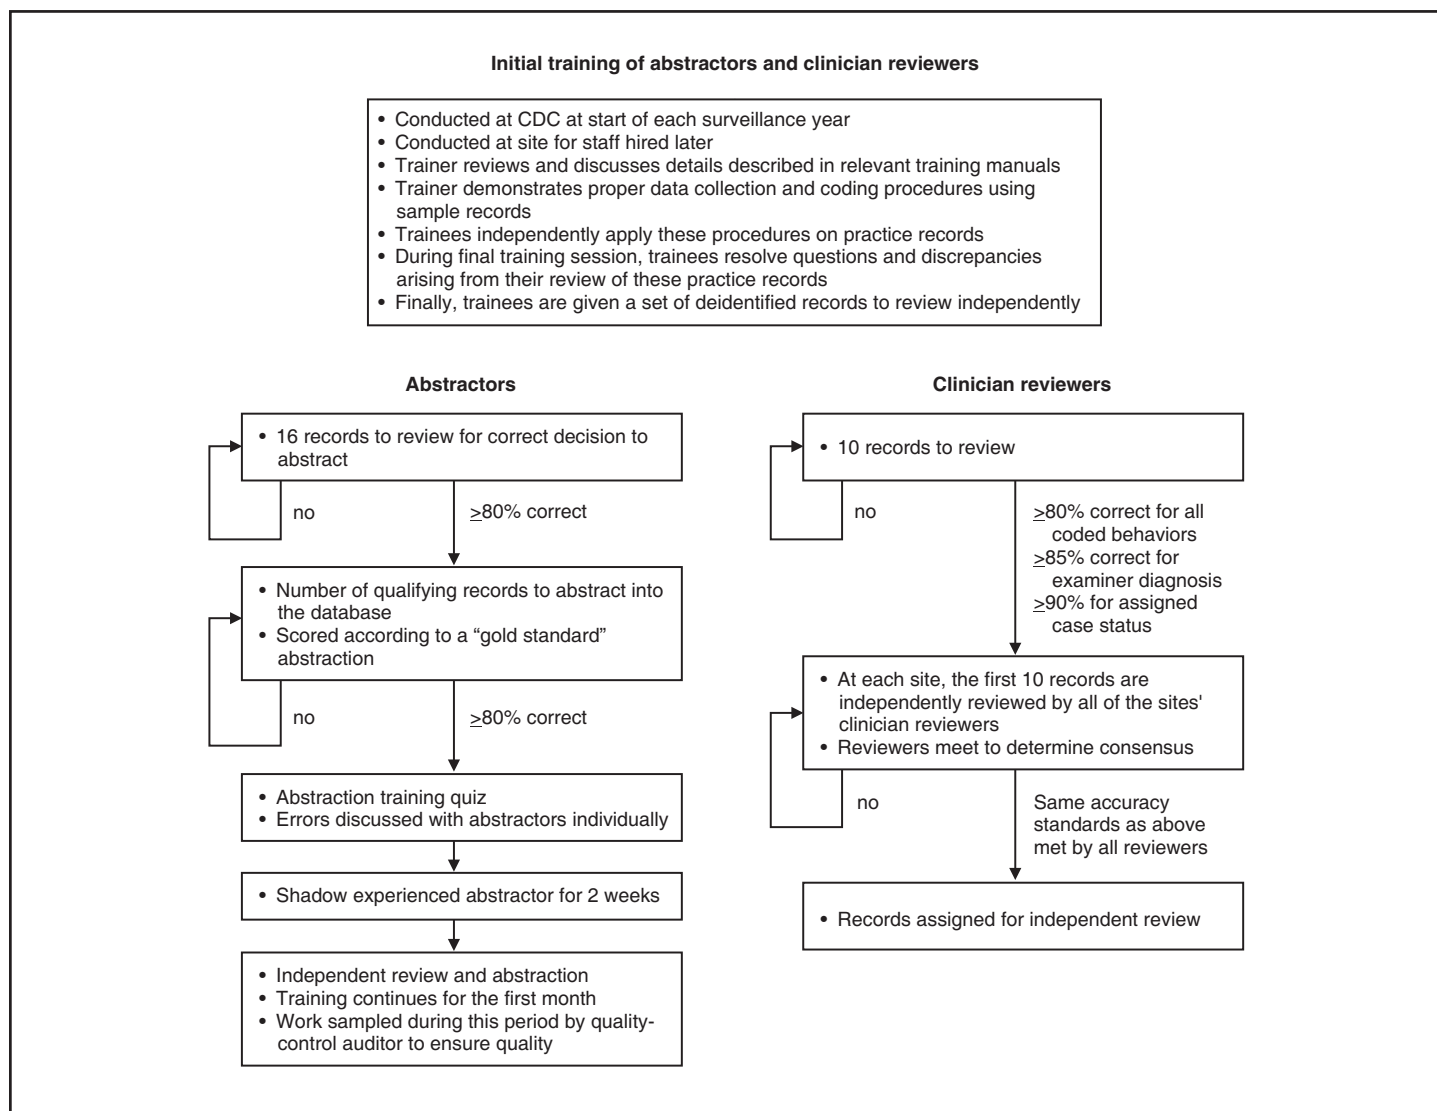 Initial training of abstractors and clinician reviewers
• Conducted at CDC at start of each surveillance year
• Conducted at site for staff hired later
• Trainer reviews and discusses details described in relevant training manuals
• Trainer demonstrates proper data collection and coding procedures using
sample records
• Trainees independently apply these procedures on practice records
• During final training session, trainees resolve questions and discrepancies
arising from their review of these practice records
• Finally, trainees are given a set of deidentified records to review independently
Abstractors
• 16 records to review for correct decision to
abstract
no
≥80% correct
• Number of qualifying records to abstract into
the database
• Scored according to a “gold standard”
abstraction
no
≥80% correct
• Abstraction training quiz
• Errors discussed with abstractors individually
• Shadow experienced abstractor for 2 weeks
• Independent review and abstraction
• Training continues for the first month
• Work sampled during this period by quality-
control auditor to ensure quality
Clinician reviewers
• 10 records to review
no
≥80% correct for all
coded behaviors
≥85% correct for
examiner diagnosis
≥90% for assigned
case status
• At each site, the first 10 records are
independently reviewed by all of the sites'
clinician reviewers
• Reviewers meet to determine consensus
no
Same accuracy
standards as above
met by all reviewers
• Records assigned for independent review